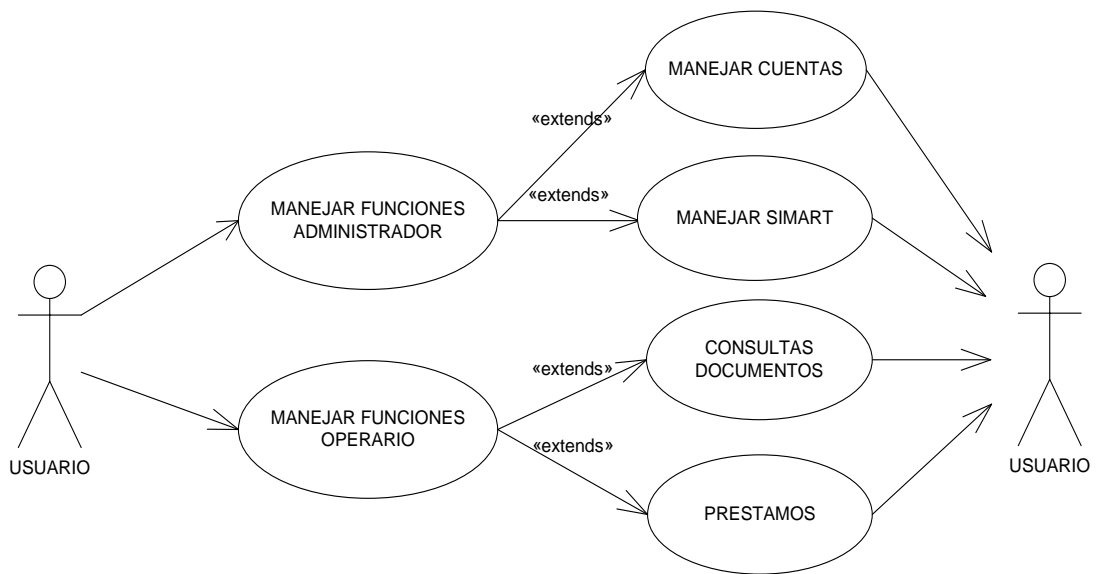 MANEJAR CUENTAS
«extends»
MANEJAR FUNCIONES
ADMINISTRADOR
«extends»
MANEJAR SIMART
CONSULTAS
DOCUMENTOS
«extends»
MANEJAR FUNCIONES
OPERARIO
«extends»
PRESTAMOS
USUARIO
USUARIO